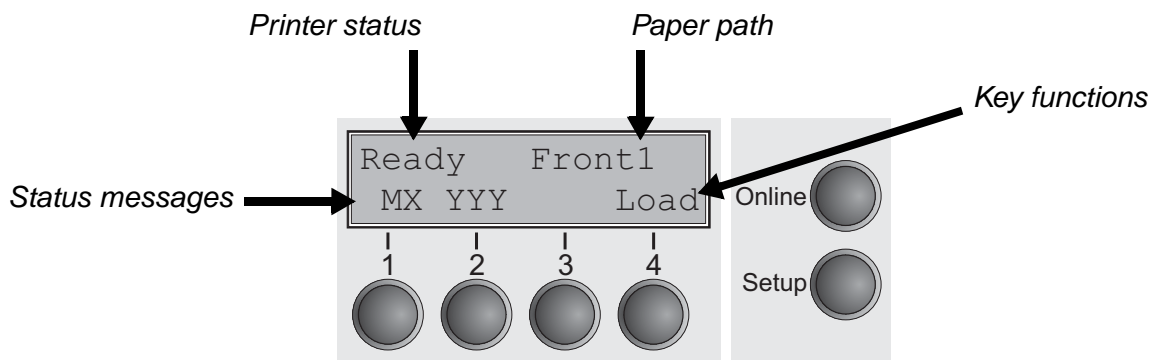 Printer status
Paper path
Key functions
Ready Front1
Status messages
MX YYY Load
Online
1 2 3 4
Setup